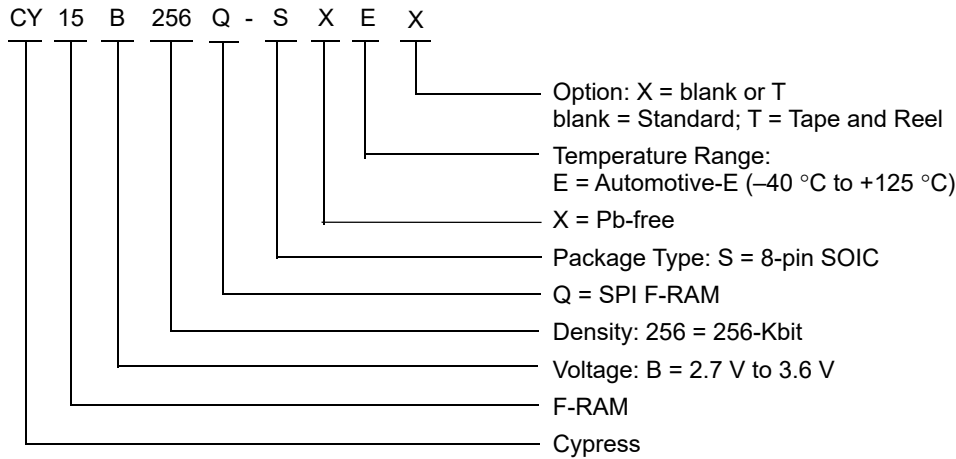 CY 15 B 256 Q - S X E X
Option: X = blank or T
blank = Standard; T = Tape and Reel
Temperature Range:
E = Automotive-E (–40 °C to +125 °C)
X = Pb-free
Package Type: S = 8-pin SOIC
Q = SPI F-RAM
Density: 256 = 256-Kbit
Voltage: B = 2.7 V to 3.6 V
F-RAM
Cypress